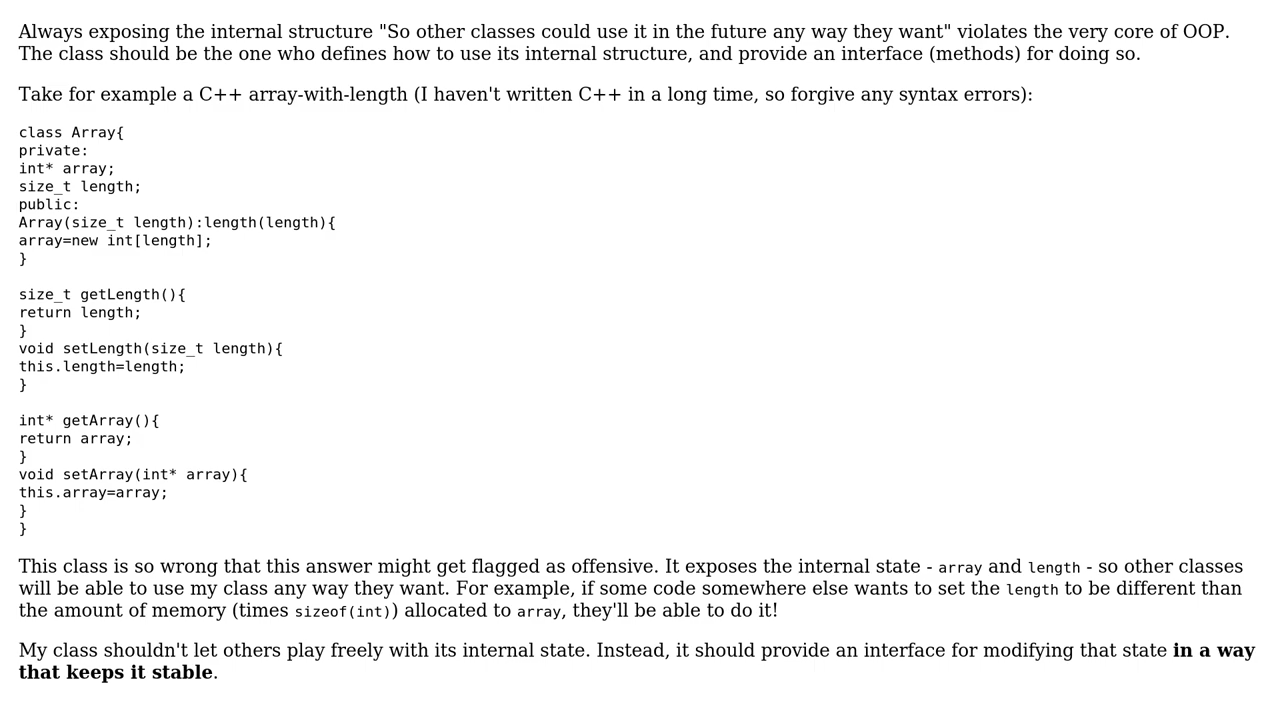 Always exposing the internal structure "So other classes could use it in the future any way they want" violates the very core of OOP.
The class should be the one who defines how to use its internal structure, and provide an interface (methods) for doing so.
Take for example a C++ array-with-length (I haven't written C++ in a long time, so forgive any syntax errors):
class Array{
private:
int* array;
size_t length;
public:
Array(size_t length):length(length){
array=new int[length];
}
size_t getLength(){
return length;
}
void setLength(size_t length){
this.length=length;
}
int* getArray(){
return array;
}
void setArray(int* array){
this.array=array;
}
}
This class is so wrong that this answer might get flagged as offensive. It exposes the internal state - array and length - so other classes
will be able to use my class any way they want. For example, if some code somewhere else wants to set the length to be different than
the amount of memory (times sizeof(int)) allocated to array, they'll be able to do it!
My class shouldn't let others play freely with its internal state. Instead, it should provide an interface for modifying that state in a way
that keeps it stable.